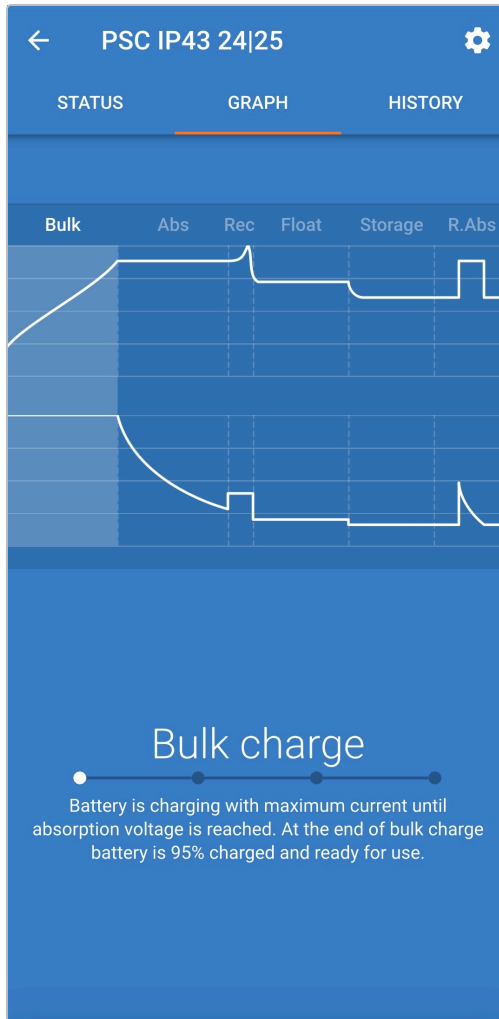 PSC IP43 24|25
STATUS GRAPH HISTORY
Bulk Abs Rec Float Storage R.Abs
Bulk charge
Battery is charging with maximum current until
absorption voltage is reached. At the end of bulk charge
battery is 95% charged and ready for use.